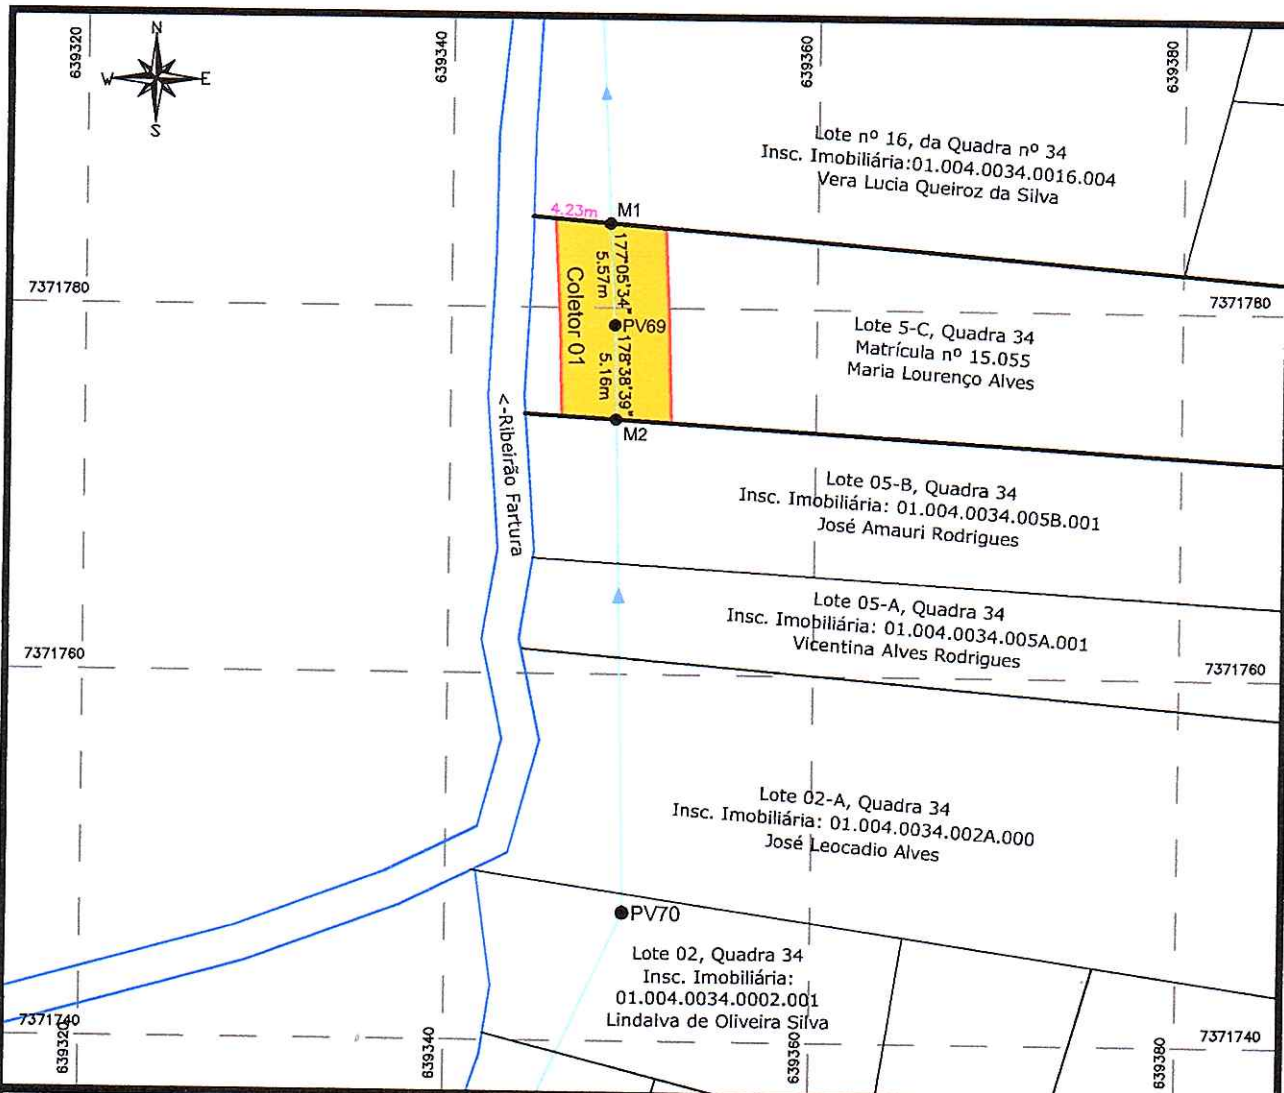 639320
639340
639360
639380
N
W
E
S
Lote nº 16, da Quadra nº 34
Insc. Imobiliária:01.004.0034.0016.004
Vera Lucia Queiroz da Silva
4.23m
M1
177°05'34"
5.57m
Coletor 01
7371780
7371780
PV69
Lote 5-C, Quadra 34
Matrícula nº 15.055
Maria Lourenço Alves
178°38'39"
5.16m
M2
<-Ribeirão Fartura
Lote 05-B, Quadra 34
Insc. Imobiliária: 01.004.0034.005B.001
José Amauri Rodrigues
Lote 05-A, Quadra 34
Insc. Imobiliária: 01.004.0034.005A.001
Vicentina Alves Rodrigues
7371760
7371760
Lote 02-A, Quadra 34
Insc. Imobiliária: 01.004.0034.002A.000
José Leocadio Alves
PV70
Lote 02, Quadra 34
Insc. Imobiliária:
01.004.0034.0002.001
Lindalva de Oliveira Silva
7371740
7371740
639320
639340
639360
639380